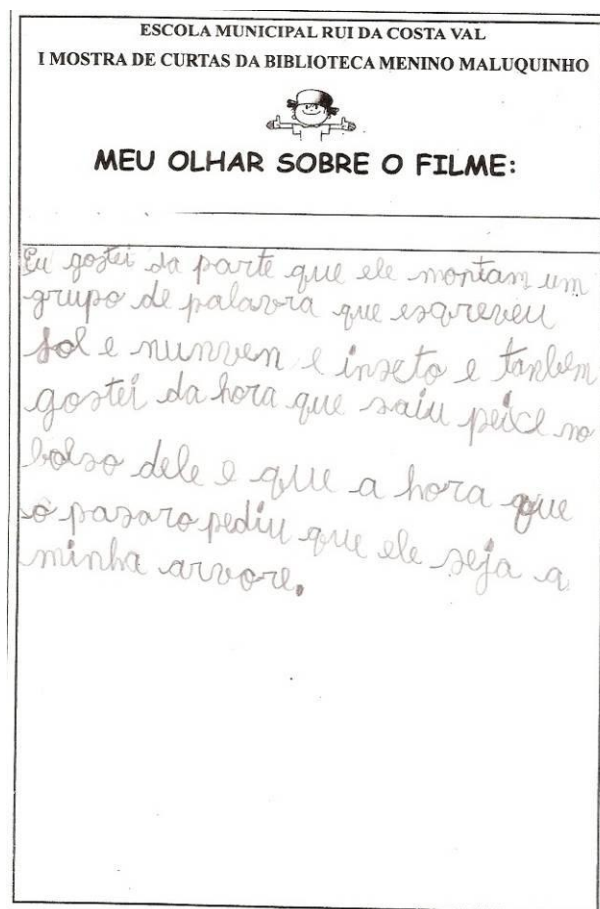 ESCOLA MUNICIPAL RUI DA COSTA VAL
I MOSTRA DE CURTAS DA BIBLIOTECA MENINO MALUQUINHO
MEU OLHAR SOBRE O FILME:
Eu gostei da parte que ele montam um
grupo de palavra que esqreveu
sol e nunven e inseto e tanbem
gostei da hora que saiu peixe no
bolso dele e que a hora que
o pasaro pediu que ele seja a
minha arvore.